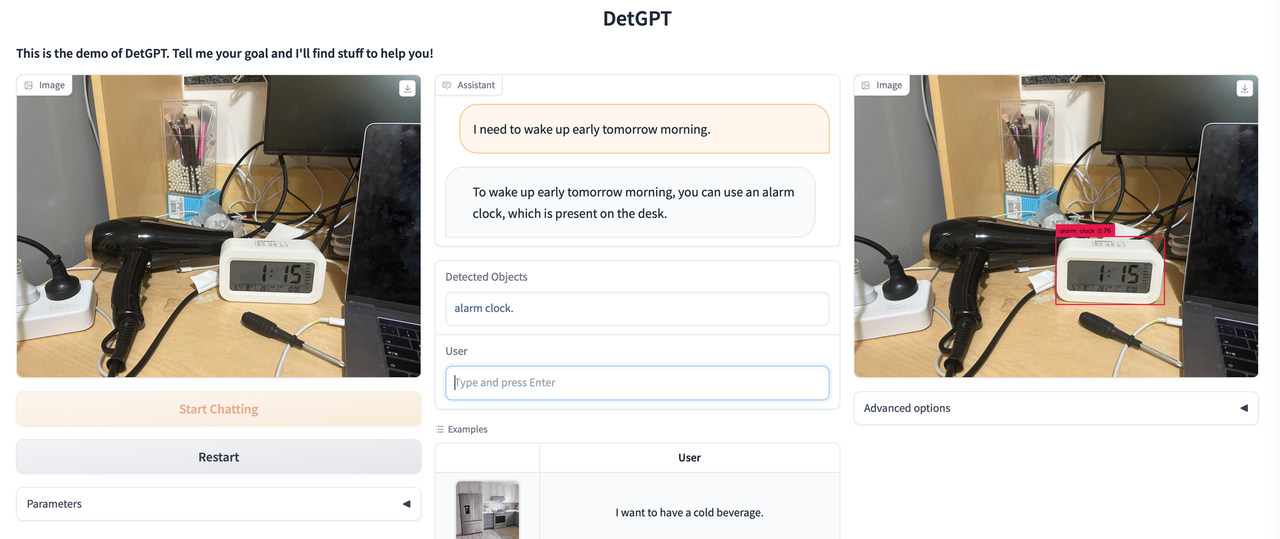 DetGPT
This is the demo of DetGPT. Tell me your goal and I'll find stuff to help you!
Image
1:15
Start Chatting
Restart
Parameters
Assistant
I need to wake up early tomorrow morning.
To wake up early tomorrow morning, you can use an alarm
clock, which is present on the desk.
Detected Objects
alarm clock.
User
Type and press Enter
Examples
User
I want to have a cold beverage.
Image
alarm clock 0.76
1:15
Advanced options